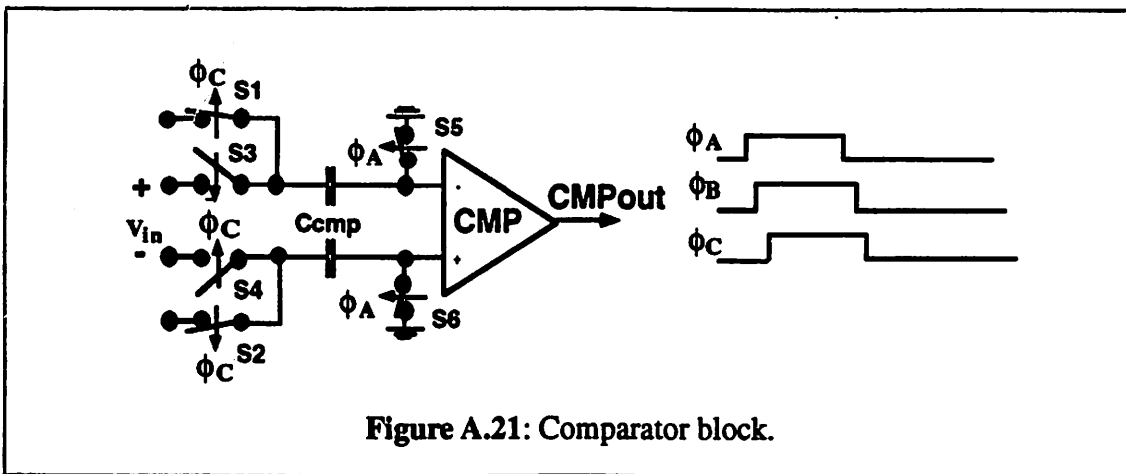 ϕC
S1
S5
ϕA
ϕA
S3
+
-
CMPout
ϕB
Vin
ϕC
Ccmp
CMP
ϕC
-
+
S4
ϕA
S6
S2
ϕC
Figure A.21: Comparator block.